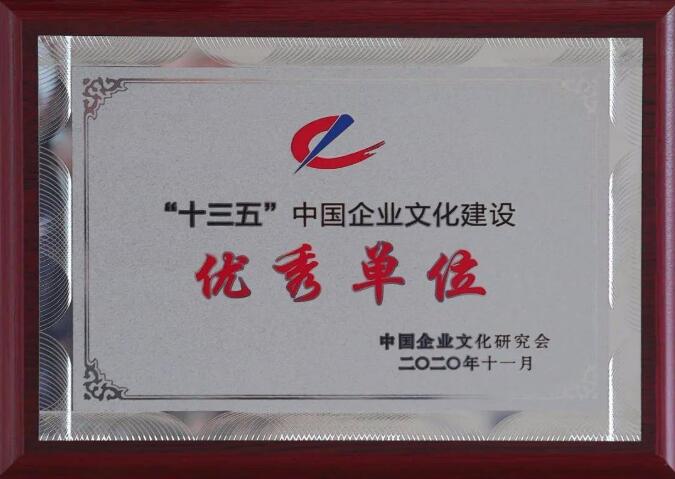 “十三五”中国企业文化建设
优秀单位
中国企业文化研究会
二〇二〇年十一月